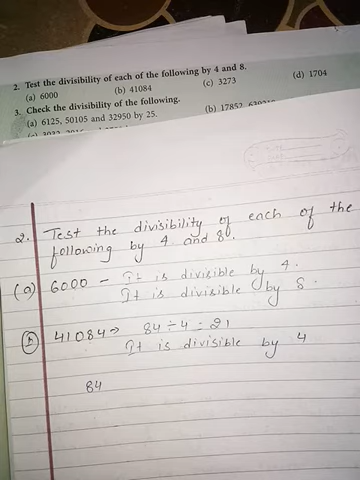 2. Test the divisibility of each of the following by 4 and 8.
(a) 6000 (b) 41084 (c) 3273 (d) 1704
3. Check the divisibility of the following.
(a) 6125, 50105 and 32950 by 25. (b) 17852
2. Test the divisibility of each of the
following by 4 and 8.
(a) 6000 - It is divisible by 4.
It is divisible by 8.
(b) 41084 → 84 ÷ 4 = 21
It is divisible by 4
84